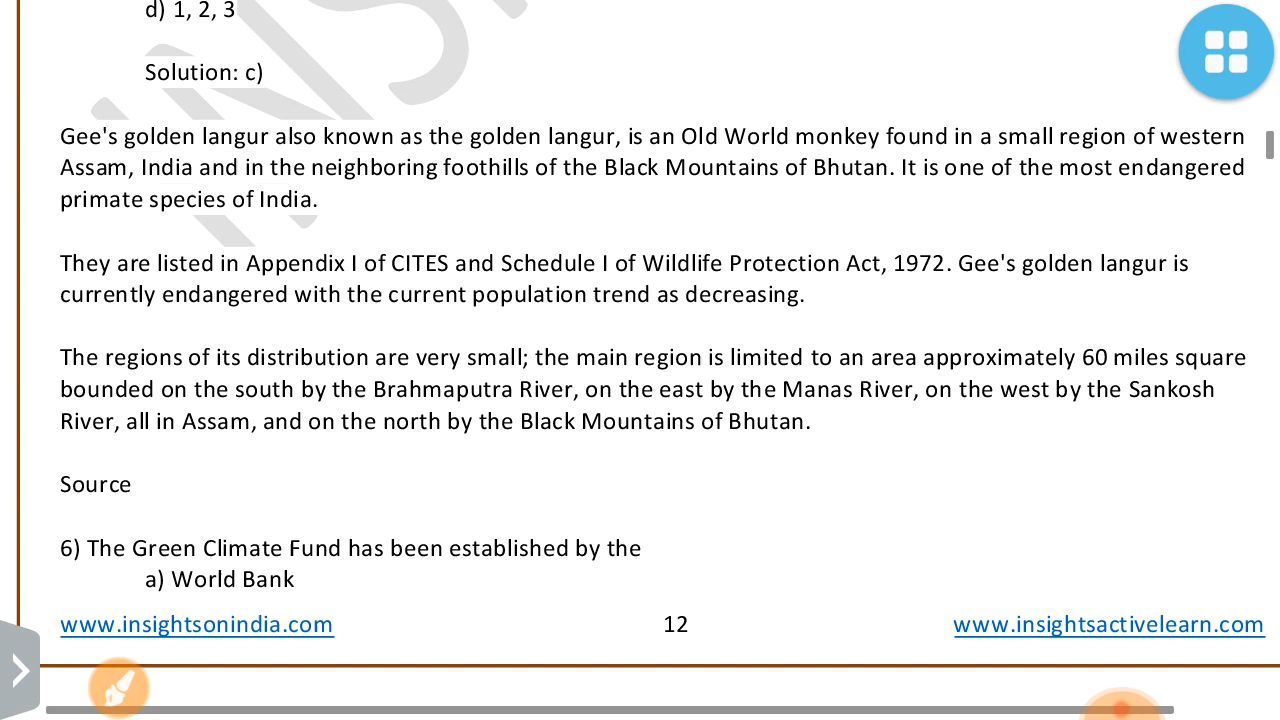 d) 1, 2, 3
Solution: c)
Gee's golden langur also known as the golden langur, is an Old World monkey found in a small region of western
Assam, India and in the neighboring foothills of the Black Mountains of Bhutan. It is one of the most endangered
primate species of India.
They are listed in Appendix I of CITES and Schedule I of Wildlife Protection Act, 1972. Gee's golden langur is
currently endangered with the current population trend as decreasing.
The regions of its distribution are very small; the main region is limited to an area approximately 60 miles square
bounded on the south by the Brahmaputra River, on the east by the Manas River, on the west by the Sankosh
River, all in Assam, and on the north by the Black Mountains of Bhutan.
Source
6) The Green Climate Fund has been established by the
a) World Bank
www.insightsonindia.com 12 www.insightsactivelearn.com